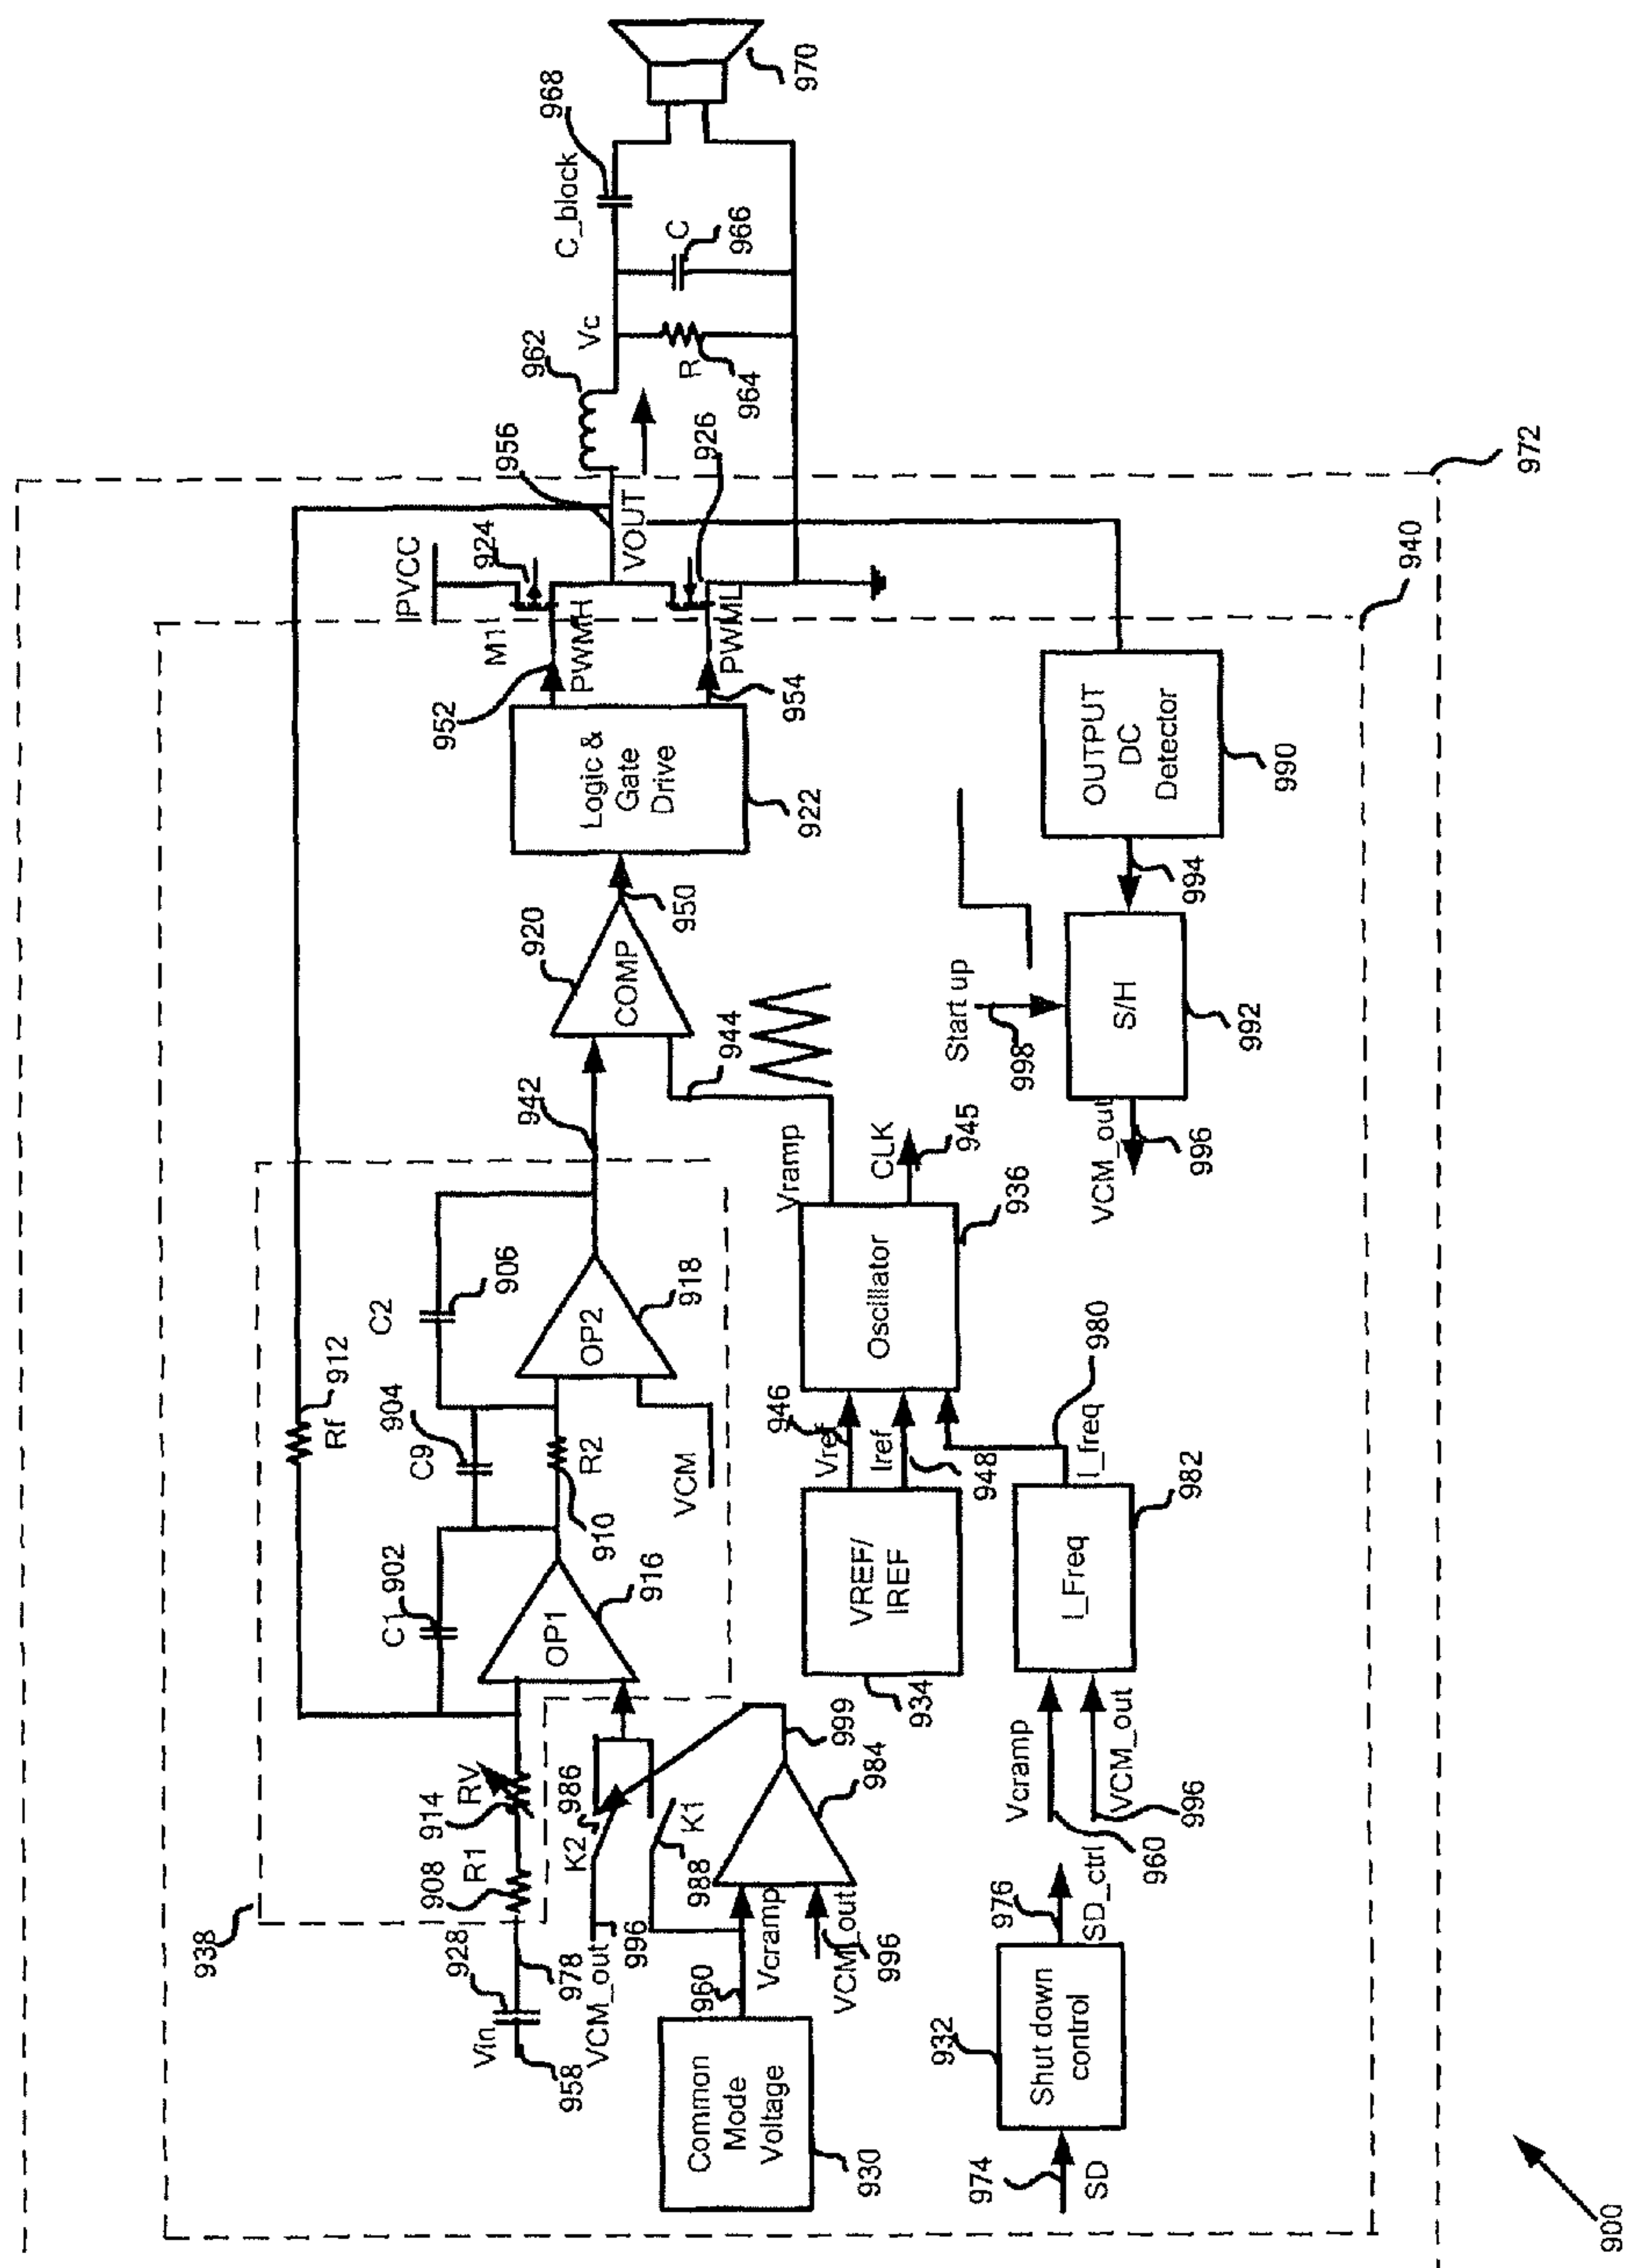 938
Vin
928
958
978
908
R1
914
RV
C1
902
OP1
916
C9
904
R2
910
Rf
912
C2
906
OP2
918
VCM
942
920
COMP
950
944
Logic &
Gate
Drive
922
952
PWMH
M1
PVCC
924
954
PWML
926
VOUT
956
962
Vc
R
964
C
966
C_block
968
970
VCM_out
996
K2
986
K1
988
999
984
Common
Mode
Voltage
930
960
Vcramp
VCM_out
996
VREF/
IREF
934
Vref
946
Iref
948
Oscillator
936
Vramp
CLK
945
974
SD
Shut down
control
932
976
SD_ctrl
Vcramp
960
VCM_out
996
I_Freq
982
I_freq
980
VCM_out
996
S/H
992
Start up
998
994
OUTPUT
DC
Detector
990
940
972
900